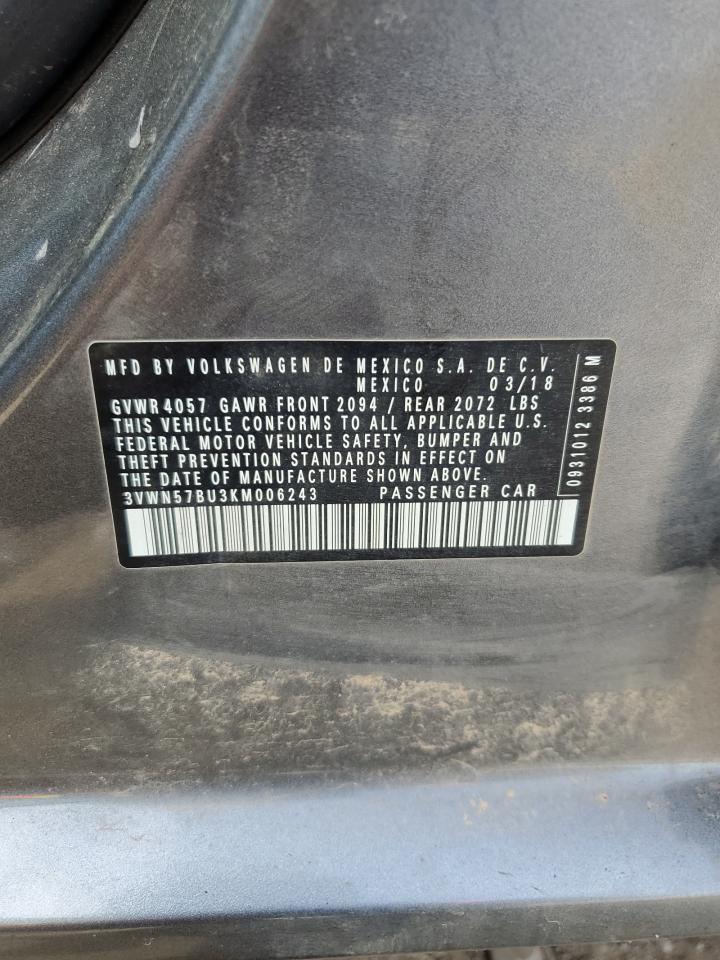 MFD BY VOLKSWAGEN DE MEXICO S.A. DE C.V.
MEXICO 03/18
GVWR 4057 GAWR FRONT 2094 / REAR 2072 LBS
THIS VEHICLE CONFORMS TO ALL APPLICABLE U.S.
FEDERAL MOTOR VEHICLE SAFETY, BUMPER AND
THEFT PREVENTION STANDARDS IN EFFECT ON
THE DATE OF MANUFACTURE SHOWN ABOVE.
3VWN57BU3KM006243 PASSENGER CAR
0931012 3386 M